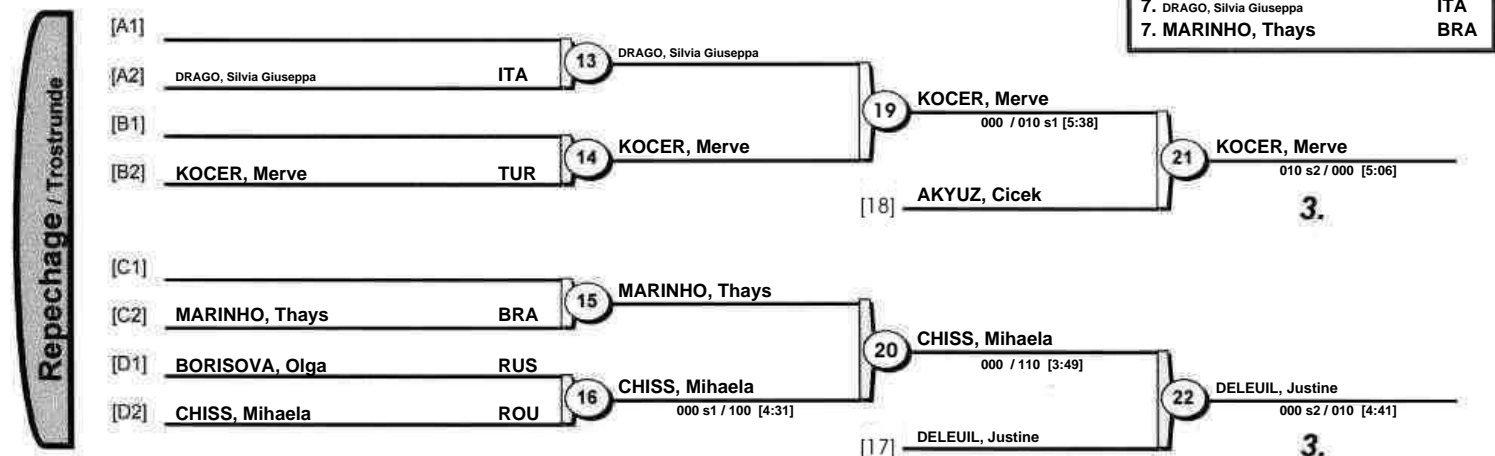 7. DRAGO, Silvia Giuseppa ITA
7. MARINHO, Thays BRA
Repechage / Trostrunde
[A1]
[A2] DRAGO, Silvia Giuseppa ITA
13 DRAGO, Silvia Giuseppa
[B1]
[B2] KOCER, Merve TUR
14 KOCER, Merve
19 KOCER, Merve
000 / 010 s1 [5:38]
[18] AKYUZ, Cicek
21 KOCER, Merve
010 s2 / 000 [5:06]
3.
[C1]
[C2] MARINHO, Thays BRA
15 MARINHO, Thays
[D1] BORISOVA, Olga RUS
[D2] CHISS, Mihaela ROU
16 CHISS, Mihaela
000 s1 / 100 [4:31]
20 CHISS, Mihaela
000 / 110 [3:49]
[17] DELEUIL, Justine
22 DELEUIL, Justine
000 s2 / 010 [4:41]
3.